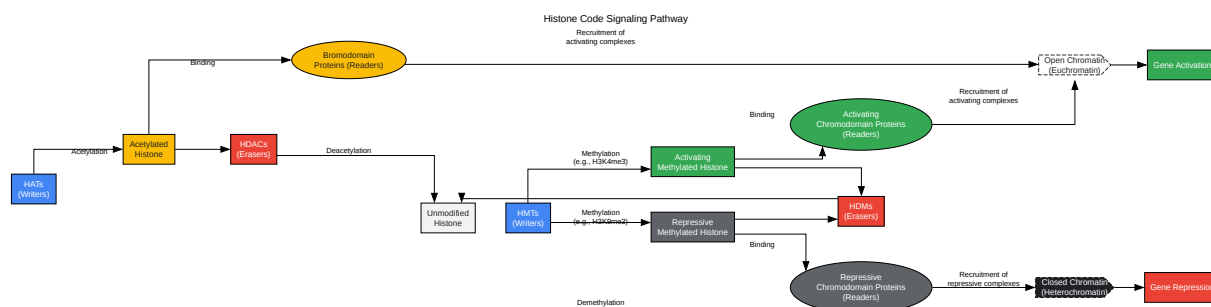 Histone Code Signaling Pathway
Recruitment of
activating complexes
Bromodomain
Proteins (Readers)
Binding
Open Chromatin
(Euchromatin)
Gene Activation
Recruitment of
activating complexes
Binding
Activating
Chromodomain Proteins
(Readers)
Acetylation
Acetylated
Histone
HDACs
(Erasers)
Deacetylation
Methylation
(e.g., H3K4me3)
Activating
Methylated Histone
HATs
(Writers)
Unmodified
Histone
HMTs
(Writers)
Methylation
(e.g., H3K9me3)
Repressive
Methylated Histone
HDMs
(Erasers)
Binding
Repressive
Chromodomain Proteins
(Readers)
Recruitment of
repressive complexes
Closed Chromatin
(Heterochromatin)
Gene Repression
Demethylation